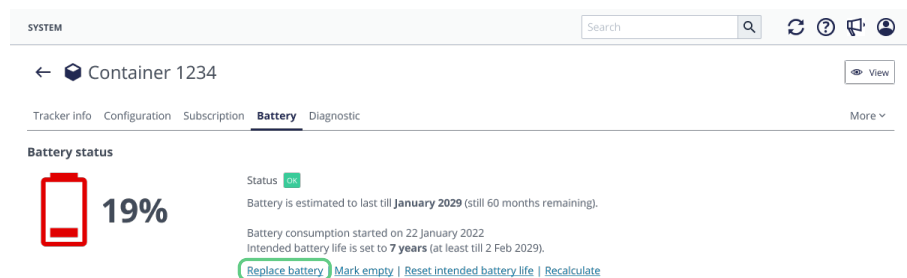 SYSTEM
Search
Container 1234
View
Tracker info Configuration Subscription Battery Diagnostic More
Battery status
19%
Status OK
Battery is estimated to last till January 2029 (still 60 months remaining).
Battery consumption started on 22 January 2022
Intended battery life is set to 7 years (at least till 2 Feb 2029).
Replace battery | Mark empty | Reset intended battery life | Recalculate